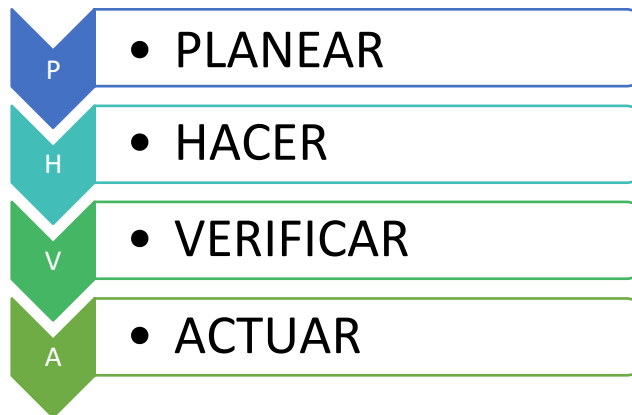 P
• PLANEAR
H
• HACER
V
• VERIFICAR
A
• ACTUAR